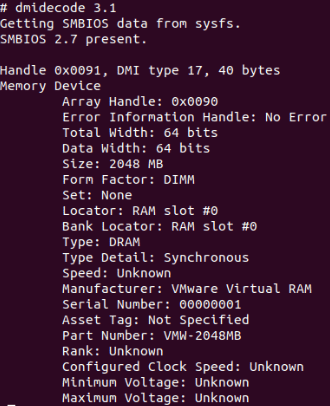 # dmidecode 3.1
Getting SMBIOS data from sysfs.
SMBIOS 2.7 present.
Handle 0x0091, DMI type 17, 40 bytes
Memory Device
Array Handle: 0x0090
Error Information Handle: No Error
Total Width: 64 bits
Data Width: 64 bits
Size: 2048 MB
Form Factor: DIMM
Set: None
Locator: RAM slot #0
Bank Locator: RAM slot #0
Type: DRAM
Type Detail: Synchronous
Speed: Unknown
Manufacturer: VMware Virtual RAM
Serial Number: 00000001
Asset Tag: Not Specified
Part Number: VMW-2048MB
Rank: Unknown
Configured Clock Speed: Unknown
Minimum Voltage: Unknown
Maximum Voltage: Unknown